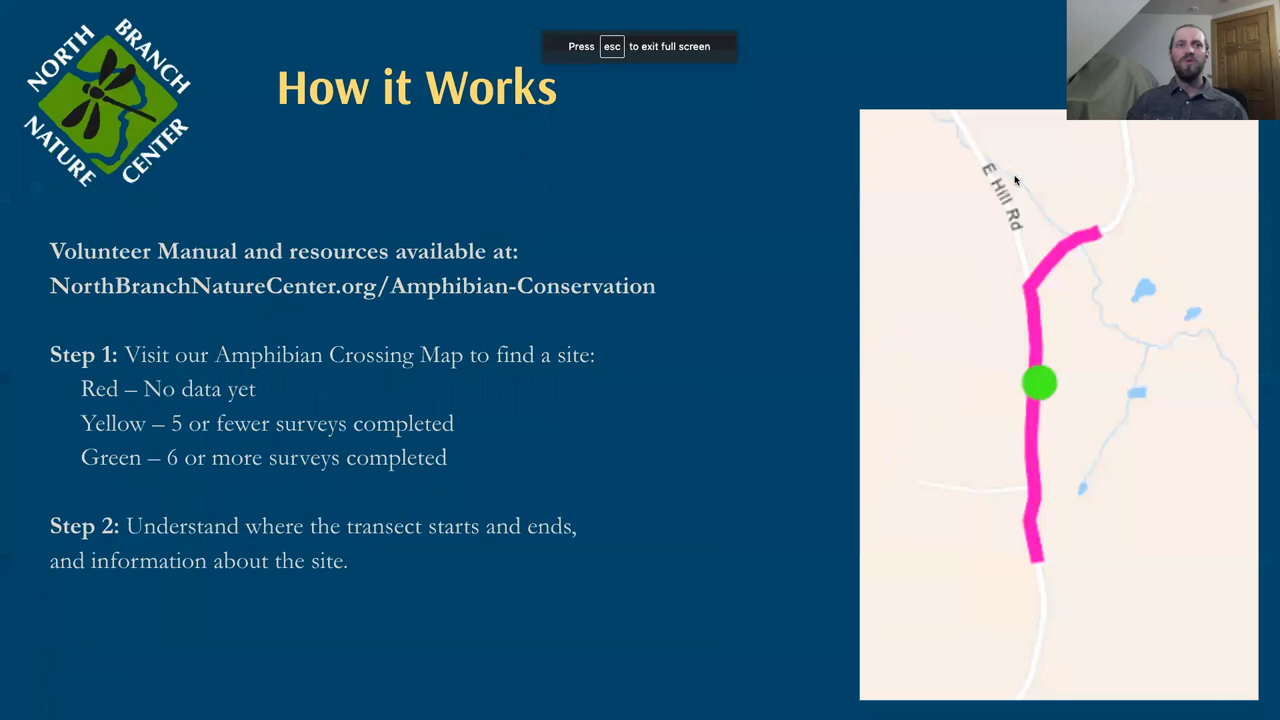 NORTH BRANCH
NATURE CENTER
Press esc to exit full screen
How it Works
E Hill Rd
Volunteer Manual and resources available at:
NorthBranchNatureCenter.org/Amphibian-Conservation
Step 1: Visit our Amphibian Crossing Map to find a site:
Red – No data yet
Yellow – 5 or fewer surveys completed
Green – 6 or more surveys completed
Step 2: Understand where the transect starts and ends,
and information about the site.